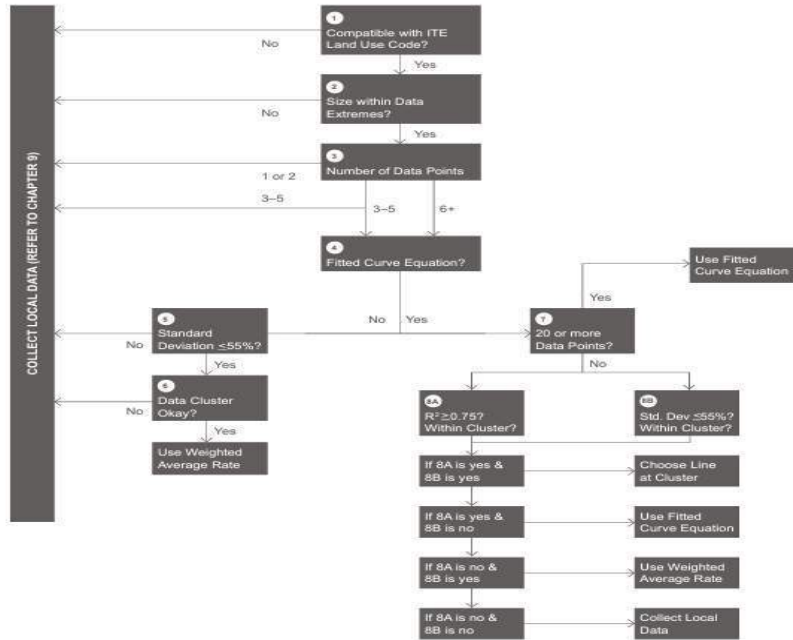 COLLECT LOCAL DATA (REFER TO CHAPTER 9)
1
Compatible with ITE
Land Use Code?
No
Yes
2
Size within Data
Extremes?
No
Yes
3
Number of Data Points
1 or 2
3–5
3–5
6+
4
Fitted Curve Equation?
No
Yes
5
Standard
Deviation ≤55%?
No
Yes
6
Data Cluster
Okay?
No
Yes
Use Weighted
Average Rate
7
20 or more
Data Points?
Yes
Use Fitted
Curve Equation
No
8A
R²≥0.75?
Within Cluster?
8B
Std. Dev ≤55%?
Within Cluster?
If 8A is yes &
8B is yes
Choose Line
at Cluster
If 8A is yes &
8B is no
Use Fitted
Curve Equation
If 8A is no &
8B is yes
Use Weighted
Average Rate
If 8A is no &
8B is no
Collect Local
Data